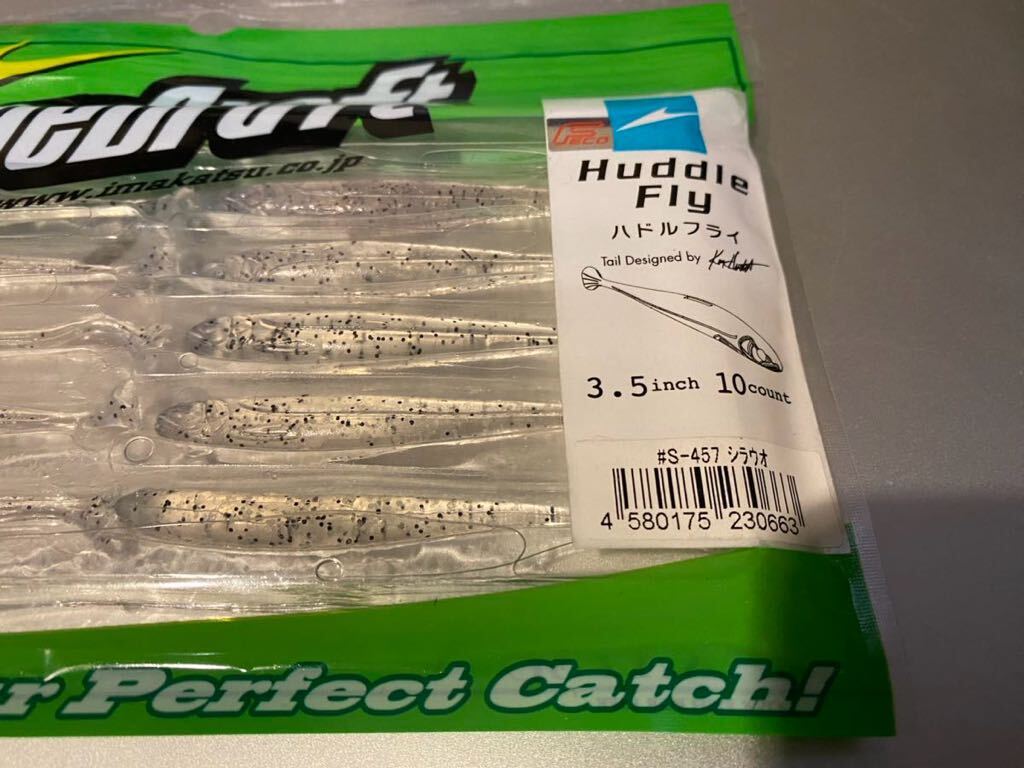 www.imakatsu.co.jp
ECO
Huddle
Fly
ハドルフライ
Tail Designed by
3.5inch 10count
#S-457 シラウオ
4 580175 230663
Perfect Catch!